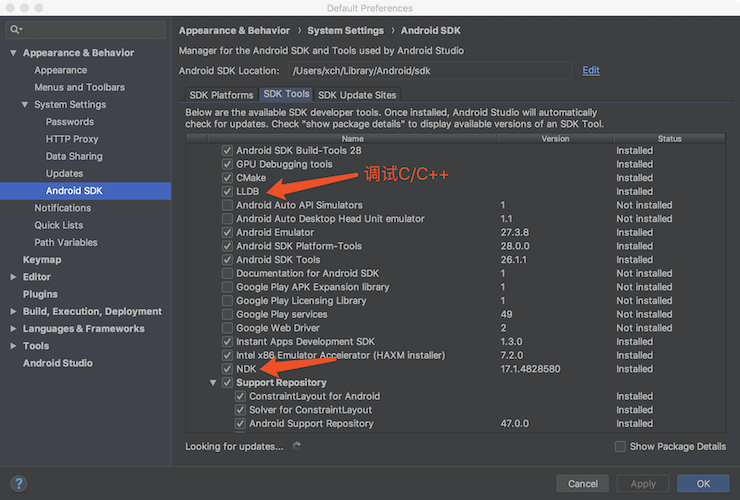 Default Preferences
Appearance & Behavior › System Settings › Android SDK
Manager for the Android SDK and Tools used by Android Studio
Android SDK Location: /Users/xch/Library/Android/sdk Edit
SDK Platforms SDK Tools SDK Update Sites
Below are the available SDK developer tools. Once installed, Android Studio will automatically
check for updates. Check "show package details" to display available versions of an SDK Tool.
Name Version Status
Android SDK Build-Tools 28 Installed
GPU Debugging tools Installed
CMake Installed
LLDB Installed
调试C/C++
Android Auto API Simulators 1 Not installed
Android Auto Desktop Head Unit emulator 1.1 Not installed
Android Emulator 27.3.8 Installed
Android SDK Platform-Tools 28.0.0 Installed
Android SDK Tools 26.1.1 Installed
Documentation for Android SDK 1 Not installed
Google Play APK Expansion library 1 Not installed
Google Play Licensing Library 1 Not installed
Google Play services 49 Not installed
Google Web Driver 2 Not installed
Instant Apps Development SDK 1.3.0 Installed
Intel x86 Emulator Accelerator (HAXM installer) 7.2.0 Installed
NDK 17.1.4828580 Installed
Support Repository
ConstraintLayout for Android Installed
Solver for ConstraintLayout Installed
Android Support Repository 47.0.0 Installed
Looking for updates... Show Package Details
Appearance & Behavior
Appearance
Menus and Toolbars
System Settings
Passwords
HTTP Proxy
Data Sharing
Updates
Android SDK
Notifications
Quick Lists
Path Variables
Keymap
Editor
Plugins
Build, Execution, Deployment
Languages & Frameworks
Tools
Android Studio
? Cancel Apply OK